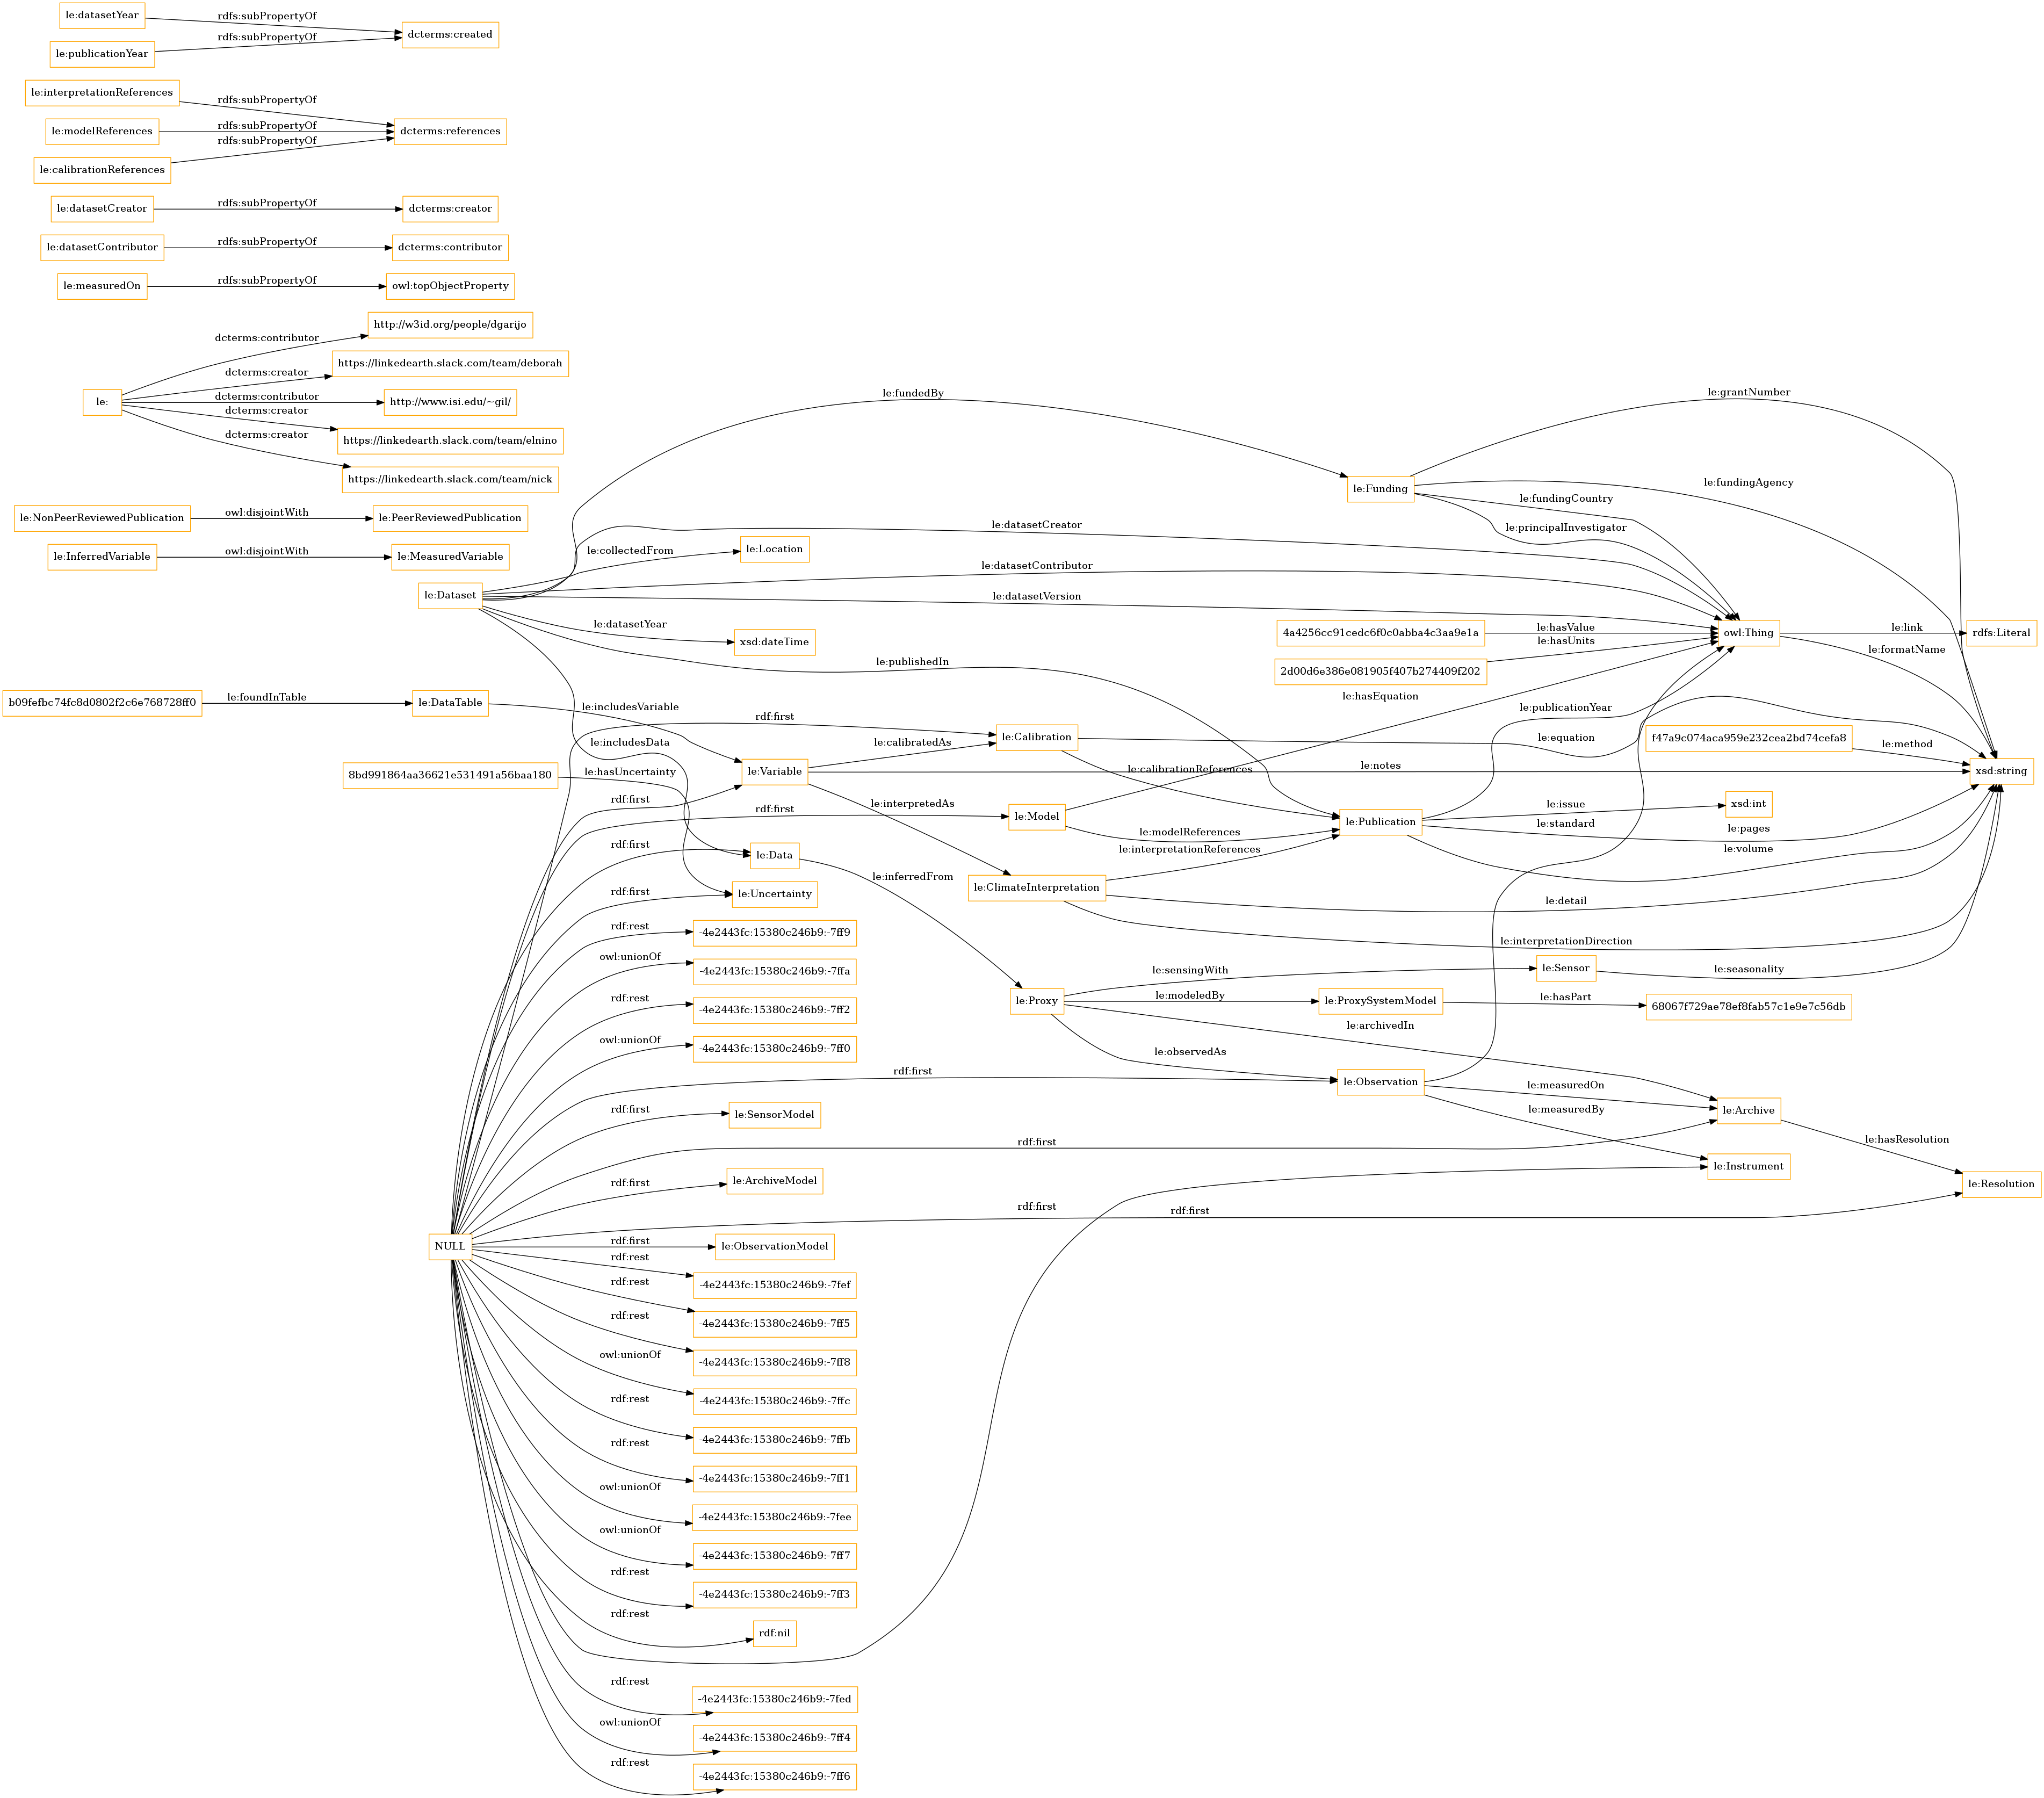 le:datasetYear
rdfs:subPropertyOf
dcterms:created
le:publicationYear
rdfs:subPropertyOf
le:interpretationReferences
rdfs:subPropertyOf
le:modelReferences
rdfs:subPropertyOf
dcterms:references
le:calibrationReferences
rdfs:subPropertyOf
le:datasetCreator
rdfs:subPropertyOf
dcterms:creator
le:datasetContributor
rdfs:subPropertyOf
dcterms:contributor
le:measuredOn
rdfs:subPropertyOf
owl:topObjectProperty
le:
dcterms:contributor
http://w3id.org/people/dgarijo
dcterms:creator
https://linkedearth.slack.com/team/deborah
dcterms:contributor
http://www.isi.edu/~gil/
dcterms:creator
https://linkedearth.slack.com/team/elnino
dcterms:creator
https://linkedearth.slack.com/team/nick
le:NonPeerReviewedPublication
owl:disjointWith
le:PeerReviewedPublication
le:InferredVariable
owl:disjointWith
le:MeasuredVariable
le:Dataset
le:fundedBy
le:Funding
le:grantNumber
le:fundingAgency
le:fundingCountry
le:principalInvestigator
le:datasetCreator
le:collectedFrom
le:Location
le:datasetContributor
le:datasetVersion
le:datasetYear
xsd:dateTime
le:publishedIn
le:includesData
4a4256cc91cedc6f0c0abba4c3aa9e1a
le:hasValue
owl:Thing
le:link
rdfs:Literal
le:formatName
2d00d6e386e081905f407b274409f202
le:hasUnits
le:hasEquation
b09fefbc74fc8d0802f2c6e768728ff0
le:foundInTable
le:DataTable
le:includesVariable
rdf:first
le:Calibration
le:publicationYear
le:equation
f47a9c074aca959e232cea2bd74cefa8
le:method
xsd:string
8bd991864aa36621e531491a56baa180
le:hasUncertainty
le:Variable
le:calibratedAs
le:calibrationReferences
le:notes
rdf:first
rdf:first
le:interpretedAs
le:Model
le:modelReferences
le:Publication
le:issue
xsd:int
le:standard
le:pages
le:volume
rdf:first
le:Data
le:inferredFrom
le:interpretationReferences
le:ClimateInterpretation
le:detail
le:interpretationDirection
rdf:first
le:Uncertainty
rdf:rest
-4e2443fc:15380c246b9:-7ff9
owl:unionOf
-4e2443fc:15380c246b9:-7ffa
le:sensingWith
le:Sensor
le:seasonality
le:Proxy
le:modeledBy
le:ProxySystemModel
le:hasPart
68067f729ae78ef8fab57c1e9e7c56db
rdf:rest
-4e2443fc:15380c246b9:-7ff2
le:archivedIn
owl:unionOf
-4e2443fc:15380c246b9:-7ff0
le:observedAs
rdf:first
le:Observation
le:measuredOn
le:Archive
le:measuredBy
rdf:first
le:SensorModel
rdf:first
le:hasResolution
le:Instrument
rdf:first
le:ArchiveModel
le:Resolution
rdf:first
rdf:first
NULL
rdf:first
le:ObservationModel
rdf:rest
-4e2443fc:15380c246b9:-7fef
rdf:rest
-4e2443fc:15380c246b9:-7ff5
rdf:rest
-4e2443fc:15380c246b9:-7ff8
owl:unionOf
-4e2443fc:15380c246b9:-7ffc
rdf:rest
-4e2443fc:15380c246b9:-7ffb
rdf:rest
-4e2443fc:15380c246b9:-7ff1
owl:unionOf
-4e2443fc:15380c246b9:-7fee
owl:unionOf
-4e2443fc:15380c246b9:-7ff7
rdf:rest
-4e2443fc:15380c246b9:-7ff3
rdf:rest
rdf:nil
rdf:rest
-4e2443fc:15380c246b9:-7fed
owl:unionOf
-4e2443fc:15380c246b9:-7ff4
rdf:rest
-4e2443fc:15380c246b9:-7ff6